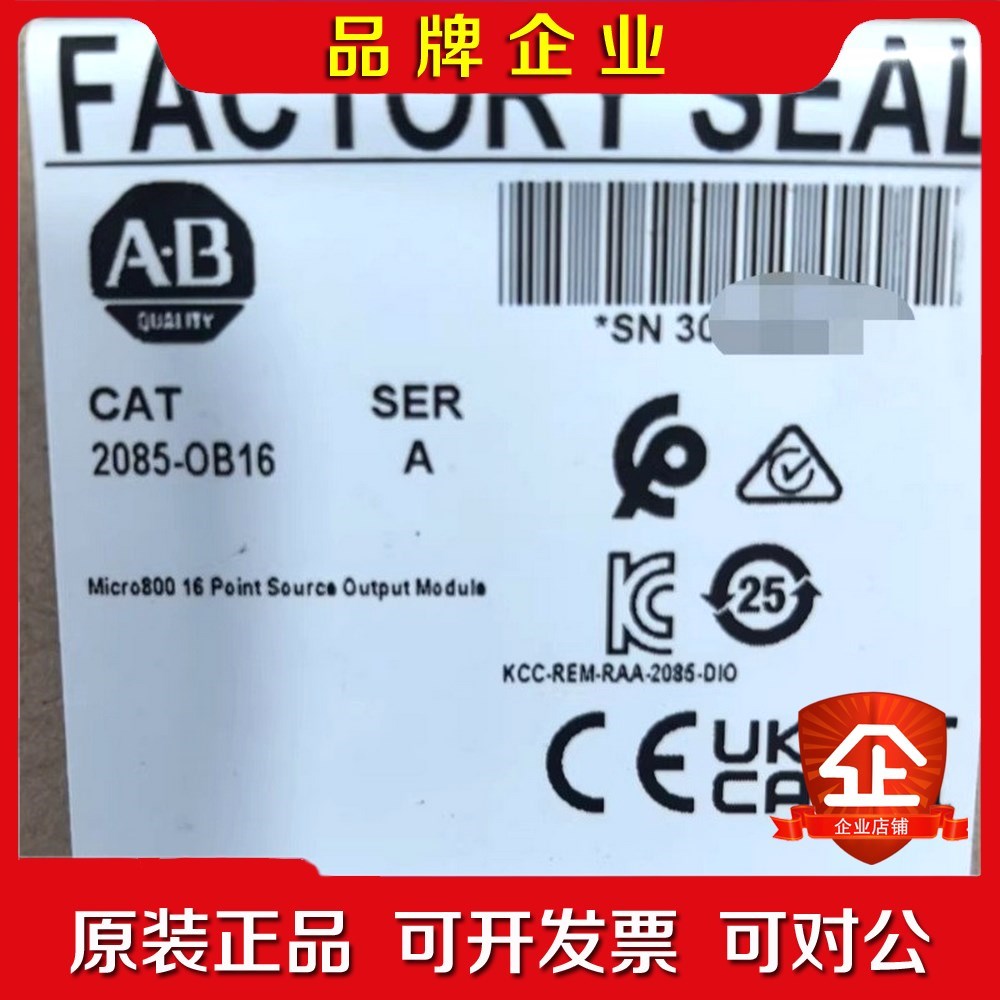 品牌企业
FACTORY SEAL
A·B
QUALITY
*SN 30
CAT SER
2085-OB16 A
Micro800 16 Point Source Output Module
25
KCC-REM-RAA-2085-DIO
CE UK
CA
企
企业店铺
原装正品 可开发票 可对公